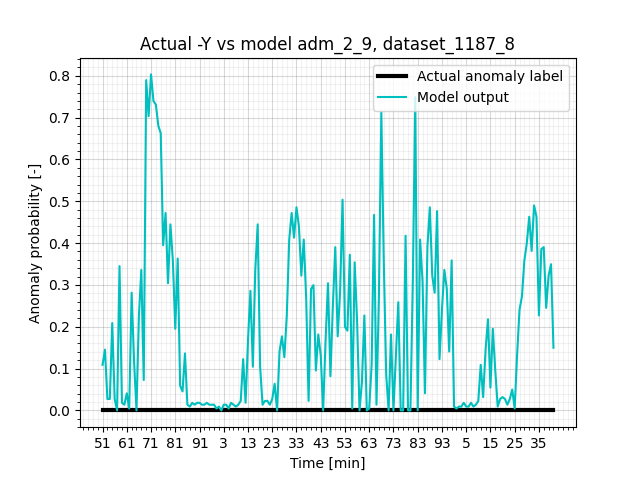 Actual -Y vs model adm_2_9, dataset_1187_8
Actual anomaly label
Model output
Anomaly probability [-]
0.8
0.7
0.6
0.5
0.4
0.3
0.2
0.1
0.0
51 61 71 81 91 3 13 23 33 43 53 63 73 83 93 5 15 25 35
Time [min]